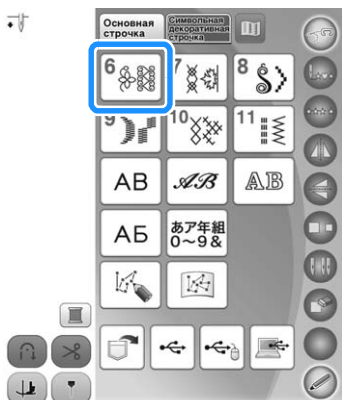 Основная строчка
Символьная декоративная строчка
6
7
8
9
10
11
AB
AB
AB
АБ
あア年組
0～9&